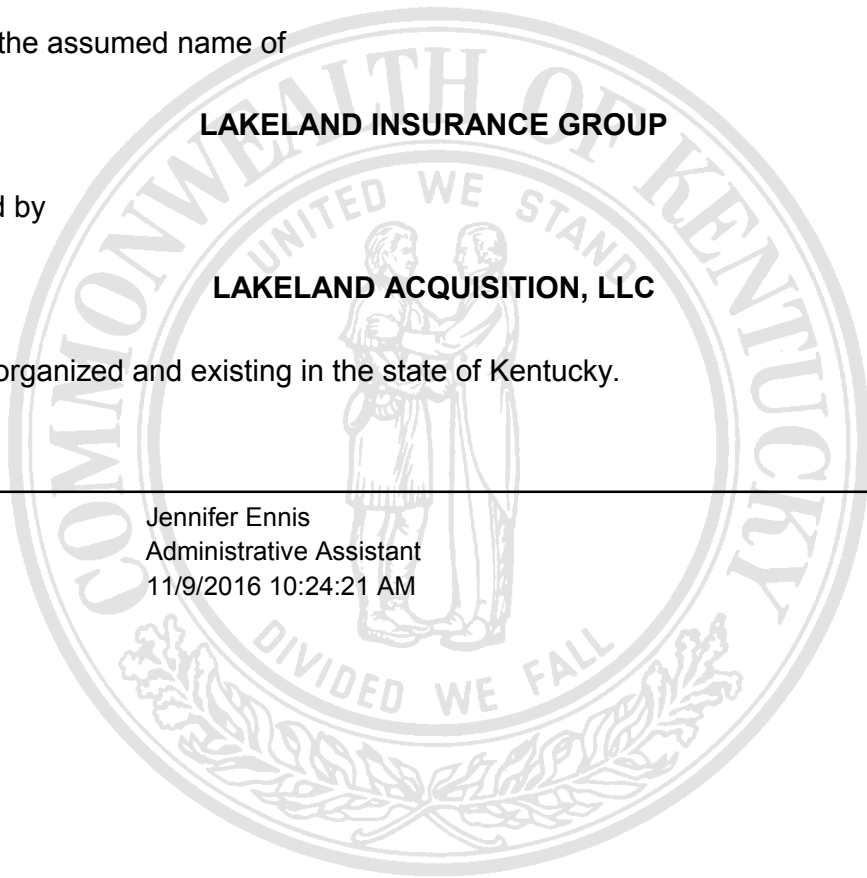 the assumed name of
LAKELAND INSURANCE GROUP
d by
LAKELAND ACQUISITION, LLC
organized and existing in the state of Kentucky.
Jennifer Ennis
Administrative Assistant
11/9/2016 10:24:21 AM
COMMONWEALTH OF KENTUCKY
UNITED WE STAND
DIVIDED WE FALL